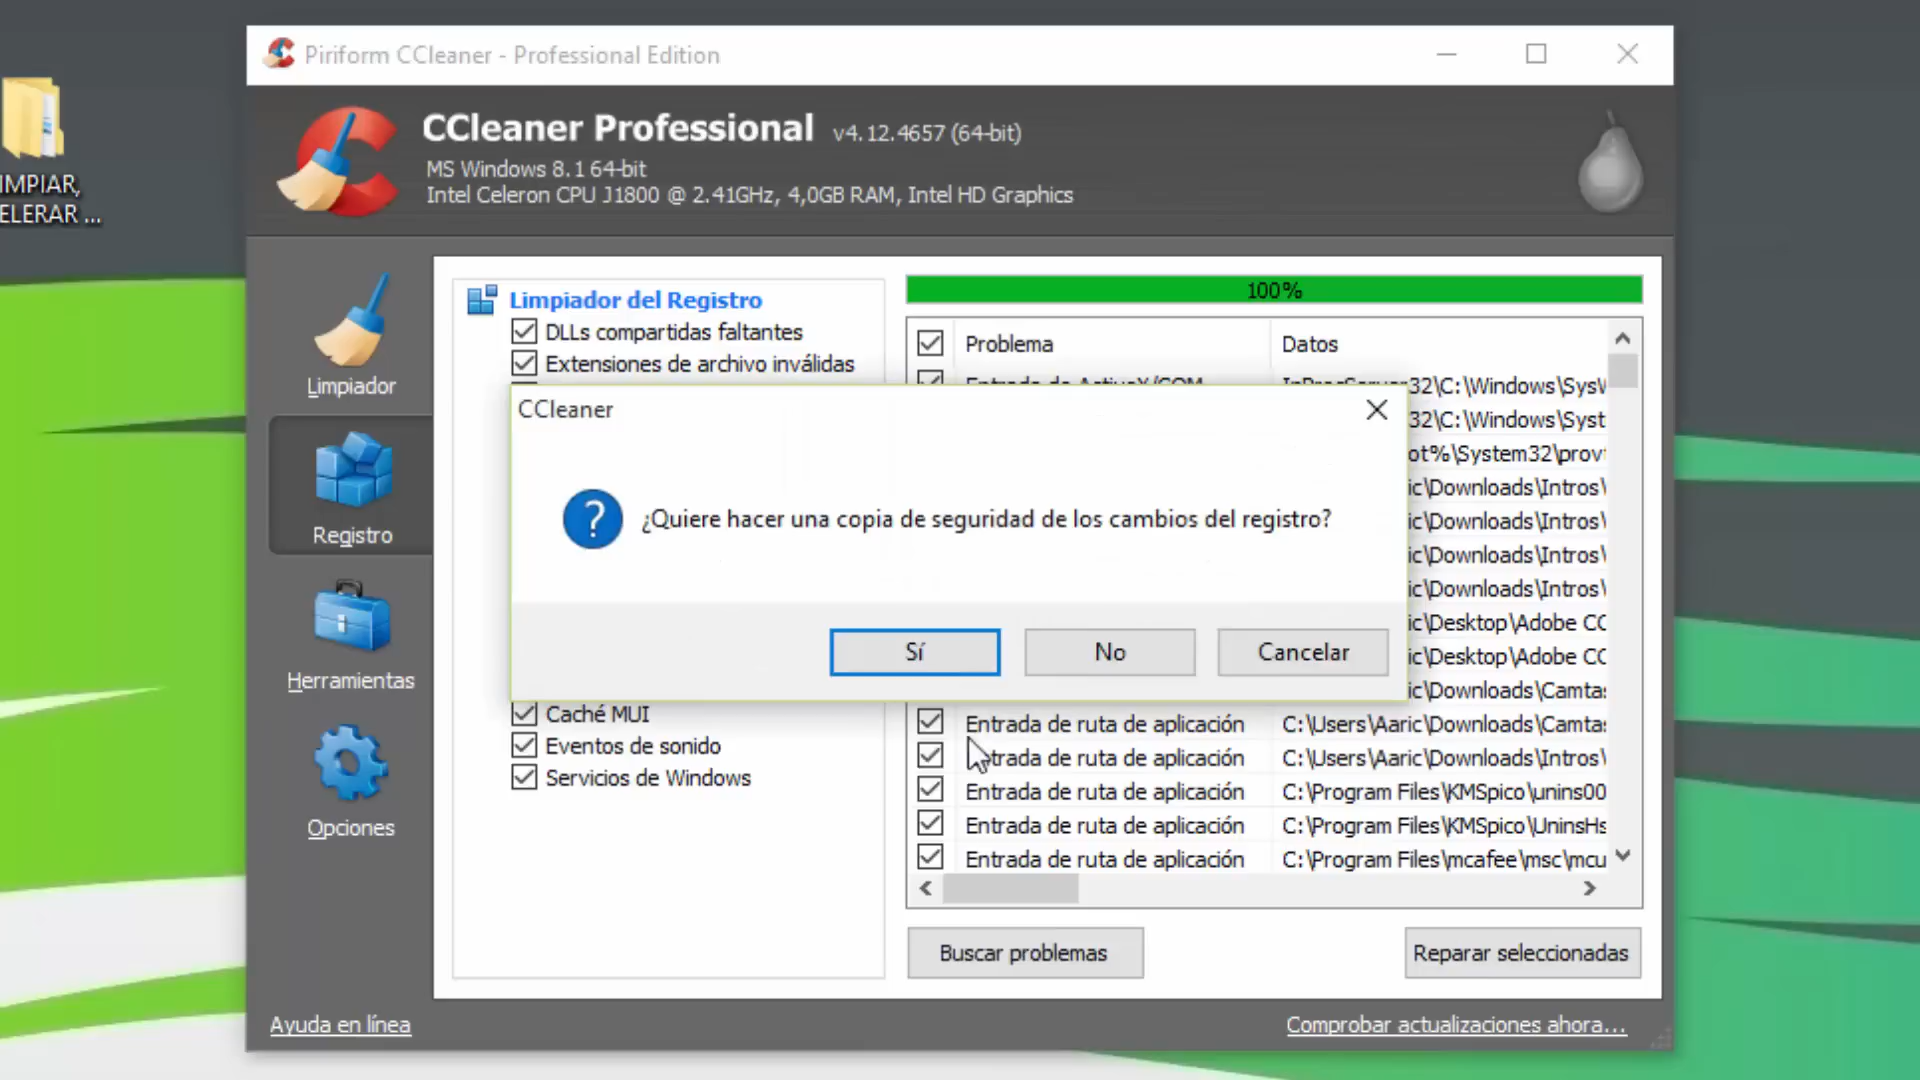 Piriform CCleaner - Professional Edition
CCleaner Professional v4.12.4657 (64-bit)
MS Windows 8.1 64-bit
Intel Celeron CPU J1800 @ 2.41GHz, 4,0GB RAM, Intel HD Graphics
IMPIAR,
ELERAR ...
Limpiador
Registro
Herramientas
Opciones
Limpiador del Registro
DLLs compartidas faltantes
Extensiones de archivo inválidas
Caché MUI
Eventos de sonido
Servicios de Windows
100%
Problema Datos
Entrada de ActiveX/COM InProcServer32\C:\Windows\Sys
32\C:\Windows\Syst
ot%\System32\prov
ic\Downloads\Intros\
ic\Downloads\Intros\
ic\Downloads\Intros\
ic\Downloads\Intros\
ic\Desktop\Adobe CC
ic\Desktop\Adobe CC
ic\Downloads\Camtas
Entrada de ruta de aplicación C:\Users\Aaric\Downloads\Camtas
Entrada de ruta de aplicación C:\Users\Aaric\Downloads\Intros\
Entrada de ruta de aplicación C:\Program Files\KMSpico\unins00
Entrada de ruta de aplicación C:\Program Files\KMSpico\UninsHs
Entrada de ruta de aplicación C:\Program Files\mcafee\msc\mcu
CCleaner
¿Quiere hacer una copia de seguridad de los cambios del registro?
Sí No Cancelar
Buscar problemas Reparar seleccionadas
Ayuda en línea Comprobar actualizaciones ahora...